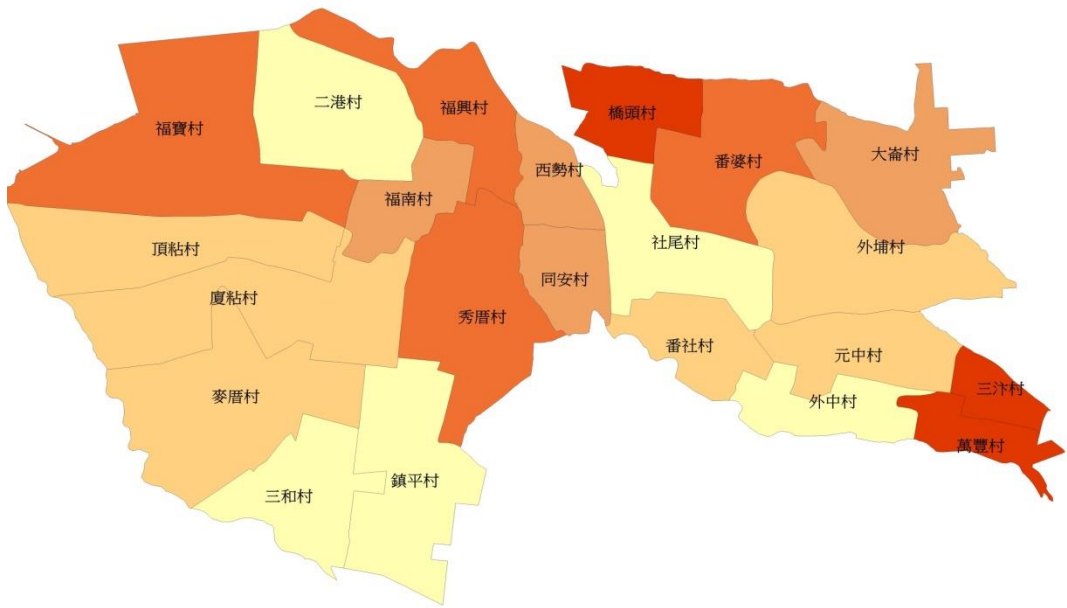 二港村
福興村
橋頭村
福寶村
番婆村
大崙村
西勢村
福南村
社尾村
外埔村
頂粘村
同安村
廈粘村
秀厝村
番社村
元中村
三汴村
麥厝村
外中村
萬豐村
鎮平村
三和村